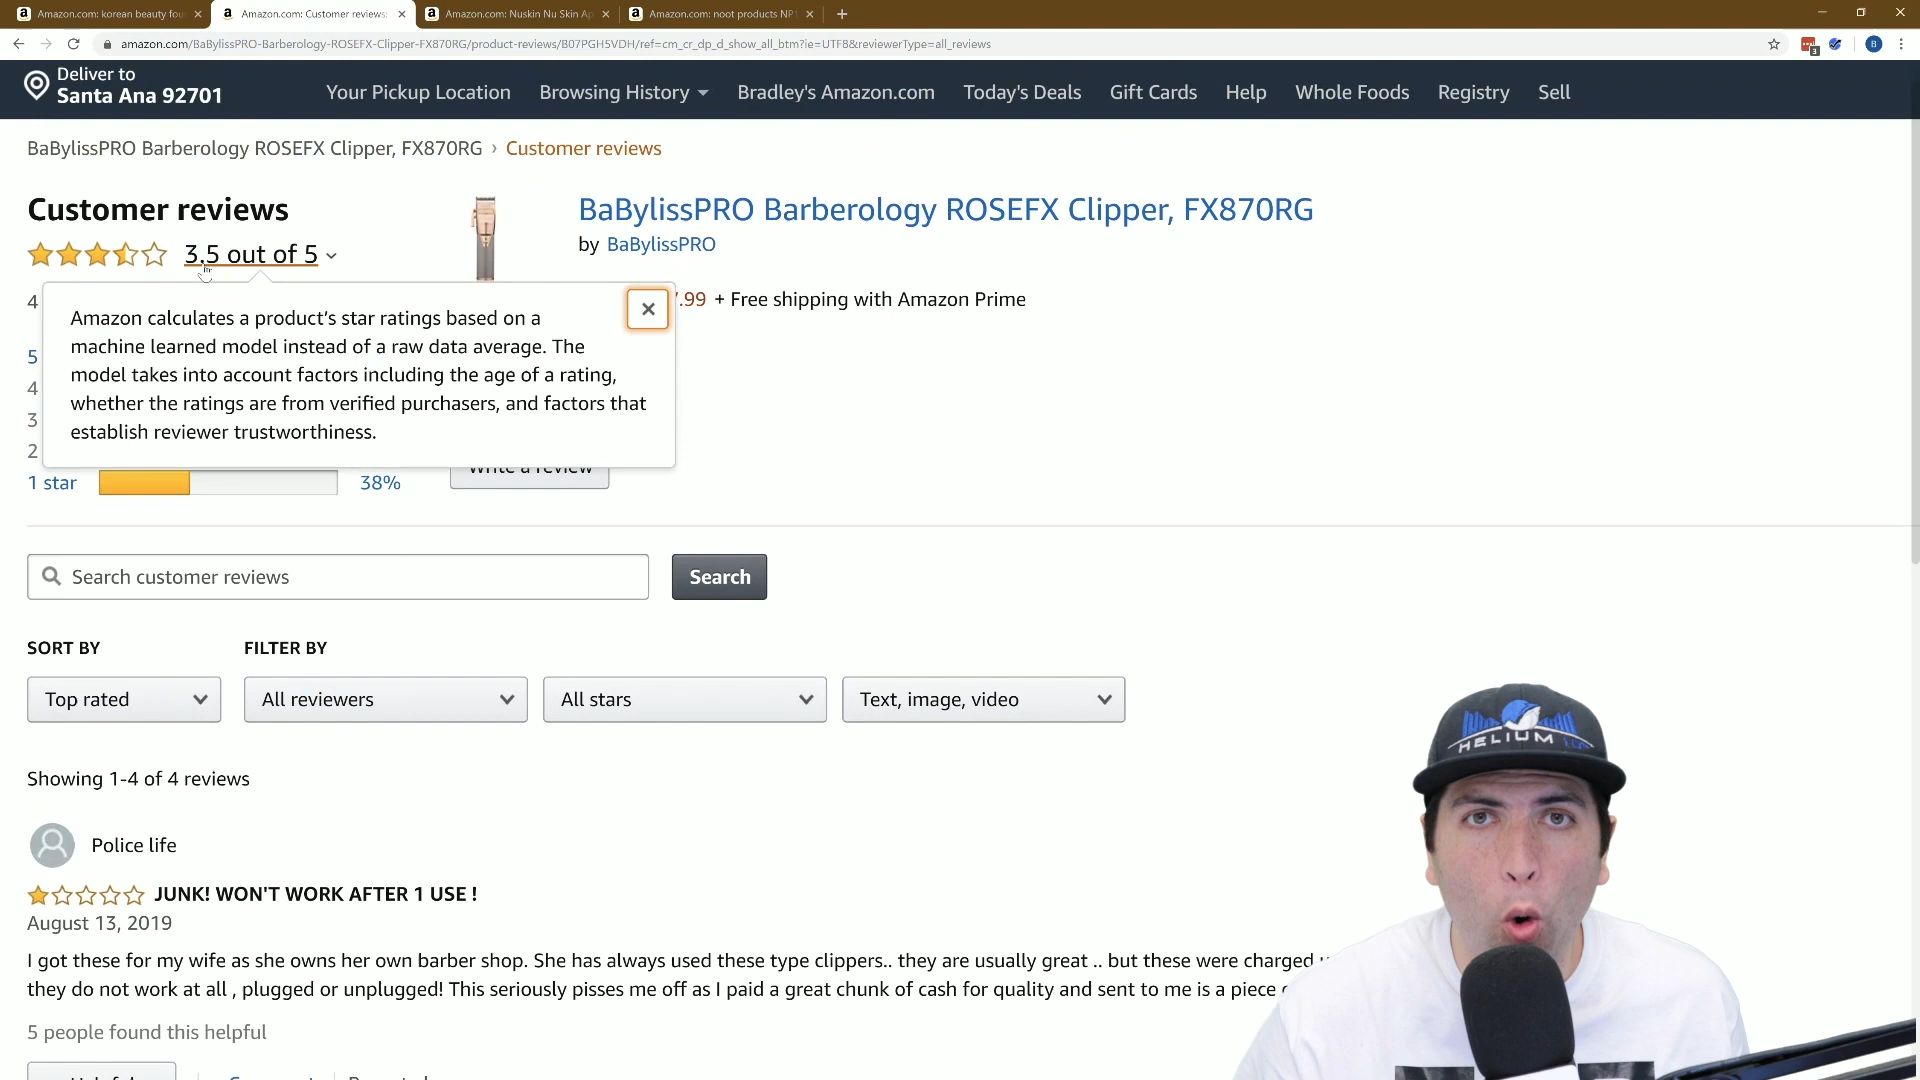 Amazon.com: korean beauty fou
Amazon.com: Customer reviews:
Amazon.com: Nuskin Nu Skin Ap
Amazon.com: noot products NP
amazon.com/BaBylissPRO-Barberology-ROSEFX-Clipper-FX870RG/product-reviews/B07PGH5VDH/ref=cm_cr_dp_d_show_all_btm?ie=UTF8&reviewerType=all_reviews
3
B
Deliver to
Santa Ana 92701
Your Pickup Location
Browsing History
Bradley's Amazon.com
Today's Deals
Gift Cards
Help
Whole Foods
Registry
Sell
BaBylissPRO Barberology ROSEFX Clipper, FX870RG › Customer reviews
Customer reviews
3.5 out of 5
BaBylissPRO Barberology ROSEFX Clipper, FX870RG
by BaBylissPRO
.99 + Free shipping with Amazon Prime
4
Amazon calculates a product's star ratings based on a
machine learned model instead of a raw data average. The
model takes into account factors including the age of a rating,
whether the ratings are from verified purchasers, and factors that
establish reviewer trustworthiness.
5
4
3
2
1 star 38%
Write a review
Search customer reviews
Search
SORT BY
FILTER BY
Top rated
All reviewers
All stars
Text, image, video
Showing 1-4 of 4 reviews
Police life
JUNK! WON'T WORK AFTER 1 USE !
August 13, 2019
I got these for my wife as she owns her own barber shop. She has always used these type clippers.. they are usually great .. but these were charged
they do not work at all , plugged or unplugged! This seriously pisses me off as I paid a great chunk of cash for quality and sent to me is a piece
5 people found this helpful
HELIUM 10